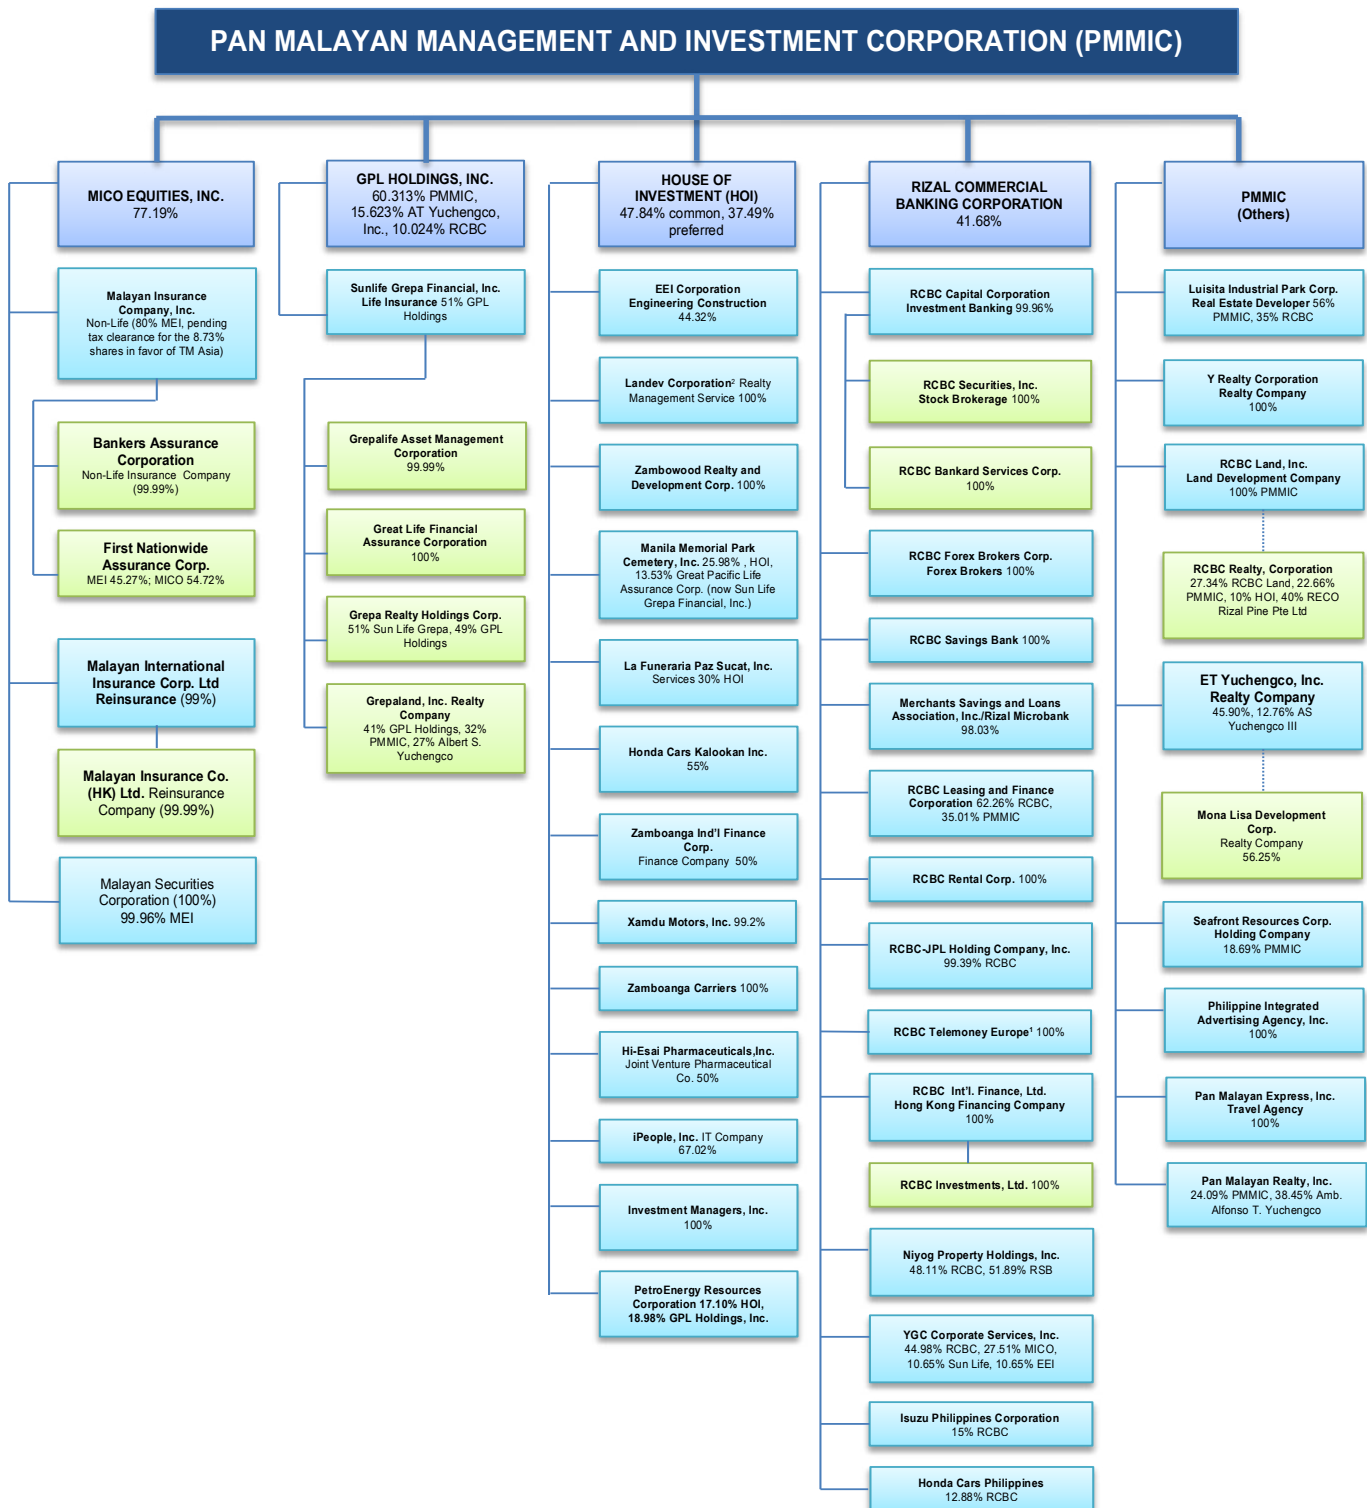 PAN MALAYAN MANAGEMENT AND INVESTMENT CORPORATION (PMMIC)
MICO EQUITIES, INC.
77.19%
Malayan Insurance
Company, Inc.
Non-Life (80% MEI, pending
tax clearance for the 8.73%
shares in favor of TM Asia)
Bankers Assurance
Corporation
Non-Life Insurance Company
(99.99%)
First Nationwide
Assurance Corp.
MEI 45.27%; MICO 54.72%
Malayan International
Insurance Corp. Ltd
Reinsurance (99%)
Malayan Insurance Co.
(HK) Ltd. Reinsurance
Company (99.99%)
Malayan Securities
Corporation (100%)
99.96% MEI
GPL HOLDINGS, INC.
60.313% PMMIC,
15.623% AT Yuchengco,
Inc., 10.024% RCBC
Sunlife Grepa Financial, Inc.
Life Insurance 51% GPL
Holdings
Grepalife Asset Management
Corporation
99.99%
Great Life Financial
Assurance Corporation
100%
Grepa Realty Holdings Corp.
51% Sun Life Grepa, 49% GPL
Holdings
Grepaland, Inc. Realty
Company
41% GPL Holdings, 32%
PMMIC, 27% Albert S.
Yuchengco
HOUSE OF
INVESTMENT (HOI)
47.84% common, 37.49%
preferred
EEI Corporation
Engineering Construction
44.32%
Landev Corporation² Realty
Management Service 100%
Zambowood Realty and
Development Corp. 100%
Manila Memorial Park
Cemetery, Inc. 25.98% , HOI,
13.53% Great Pacific Life
Assurance Corp. (now Sun Life
Grepa Financial, Inc.)
La Funeraria Paz Sucat, Inc.
Services 30% HOI
Honda Cars Kalookan Inc.
55%
Zamboanga Ind'l Finance
Corp.
Finance Company 50%
Xamdu Motors, Inc. 99.2%
Zamboanga Carriers 100%
Hi-Esai Pharmaceuticals,Inc.
Joint Venture Pharmaceutical
Co. 50%
iPeople, Inc. IT Company
67.02%
Investment Managers, Inc.
100%
PetroEnergy Resources
Corporation 17.10% HOI,
18.98% GPL Holdings, Inc.
RIZAL COMMERCIAL
BANKING CORPORATION
41.68%
RCBC Capital Corporation
Investment Banking 99.96%
RCBC Securities, Inc.
Stock Brokerage 100%
RCBC Bankard Services Corp.
100%
RCBC Forex Brokers Corp.
Forex Brokers 100%
RCBC Savings Bank 100%
Merchants Savings and Loans
Association, Inc./Rizal Microbank
98.03%
RCBC Leasing and Finance
Corporation 62.26% RCBC,
35.01% PMMIC
RCBC Rental Corp. 100%
RCBC-JPL Holding Company, Inc.
99.39% RCBC
RCBC Telemoney Europe¹ 100%
RCBC Int'l. Finance, Ltd.
Hong Kong Financing Company
100%
RCBC Investments, Ltd. 100%
Niyog Property Holdings, Inc.
48.11% RCBC, 51.89% RSB
YGC Corporate Services, Inc.
44.98% RCBC, 27.51% MICO,
10.65% Sun Life, 10.65% EEI
Isuzu Philippines Corporation
15% RCBC
Honda Cars Philippines
12.88% RCBC
PMMIC
(Others)
Luisita Industrial Park Corp.
Real Estate Developer 56%
PMMIC, 35% RCBC
Y Realty Corporation
Realty Company
100%
RCBC Land, Inc.
Land Development Company
100% PMMIC
RCBC Realty, Corporation
27.34% RCBC Land, 22.66%
PMMIC, 10% HOI, 40% RECO
Rizal Pine Pte Ltd
ET Yuchengco, Inc.
Realty Company
45.90%, 12.76% AS
Yuchengco III
Mona Lisa Development
Corp.
Realty Company
56.25%
Seafront Resources Corp.
Holding Company
18.69% PMMIC
Philippine Integrated
Advertising Agency, Inc.
100%
Pan Malayan Express, Inc.
Travel Agency
100%
Pan Malayan Realty, Inc.
24.09% PMMIC, 38.45% Amb.
Alfonso T. Yuchengco